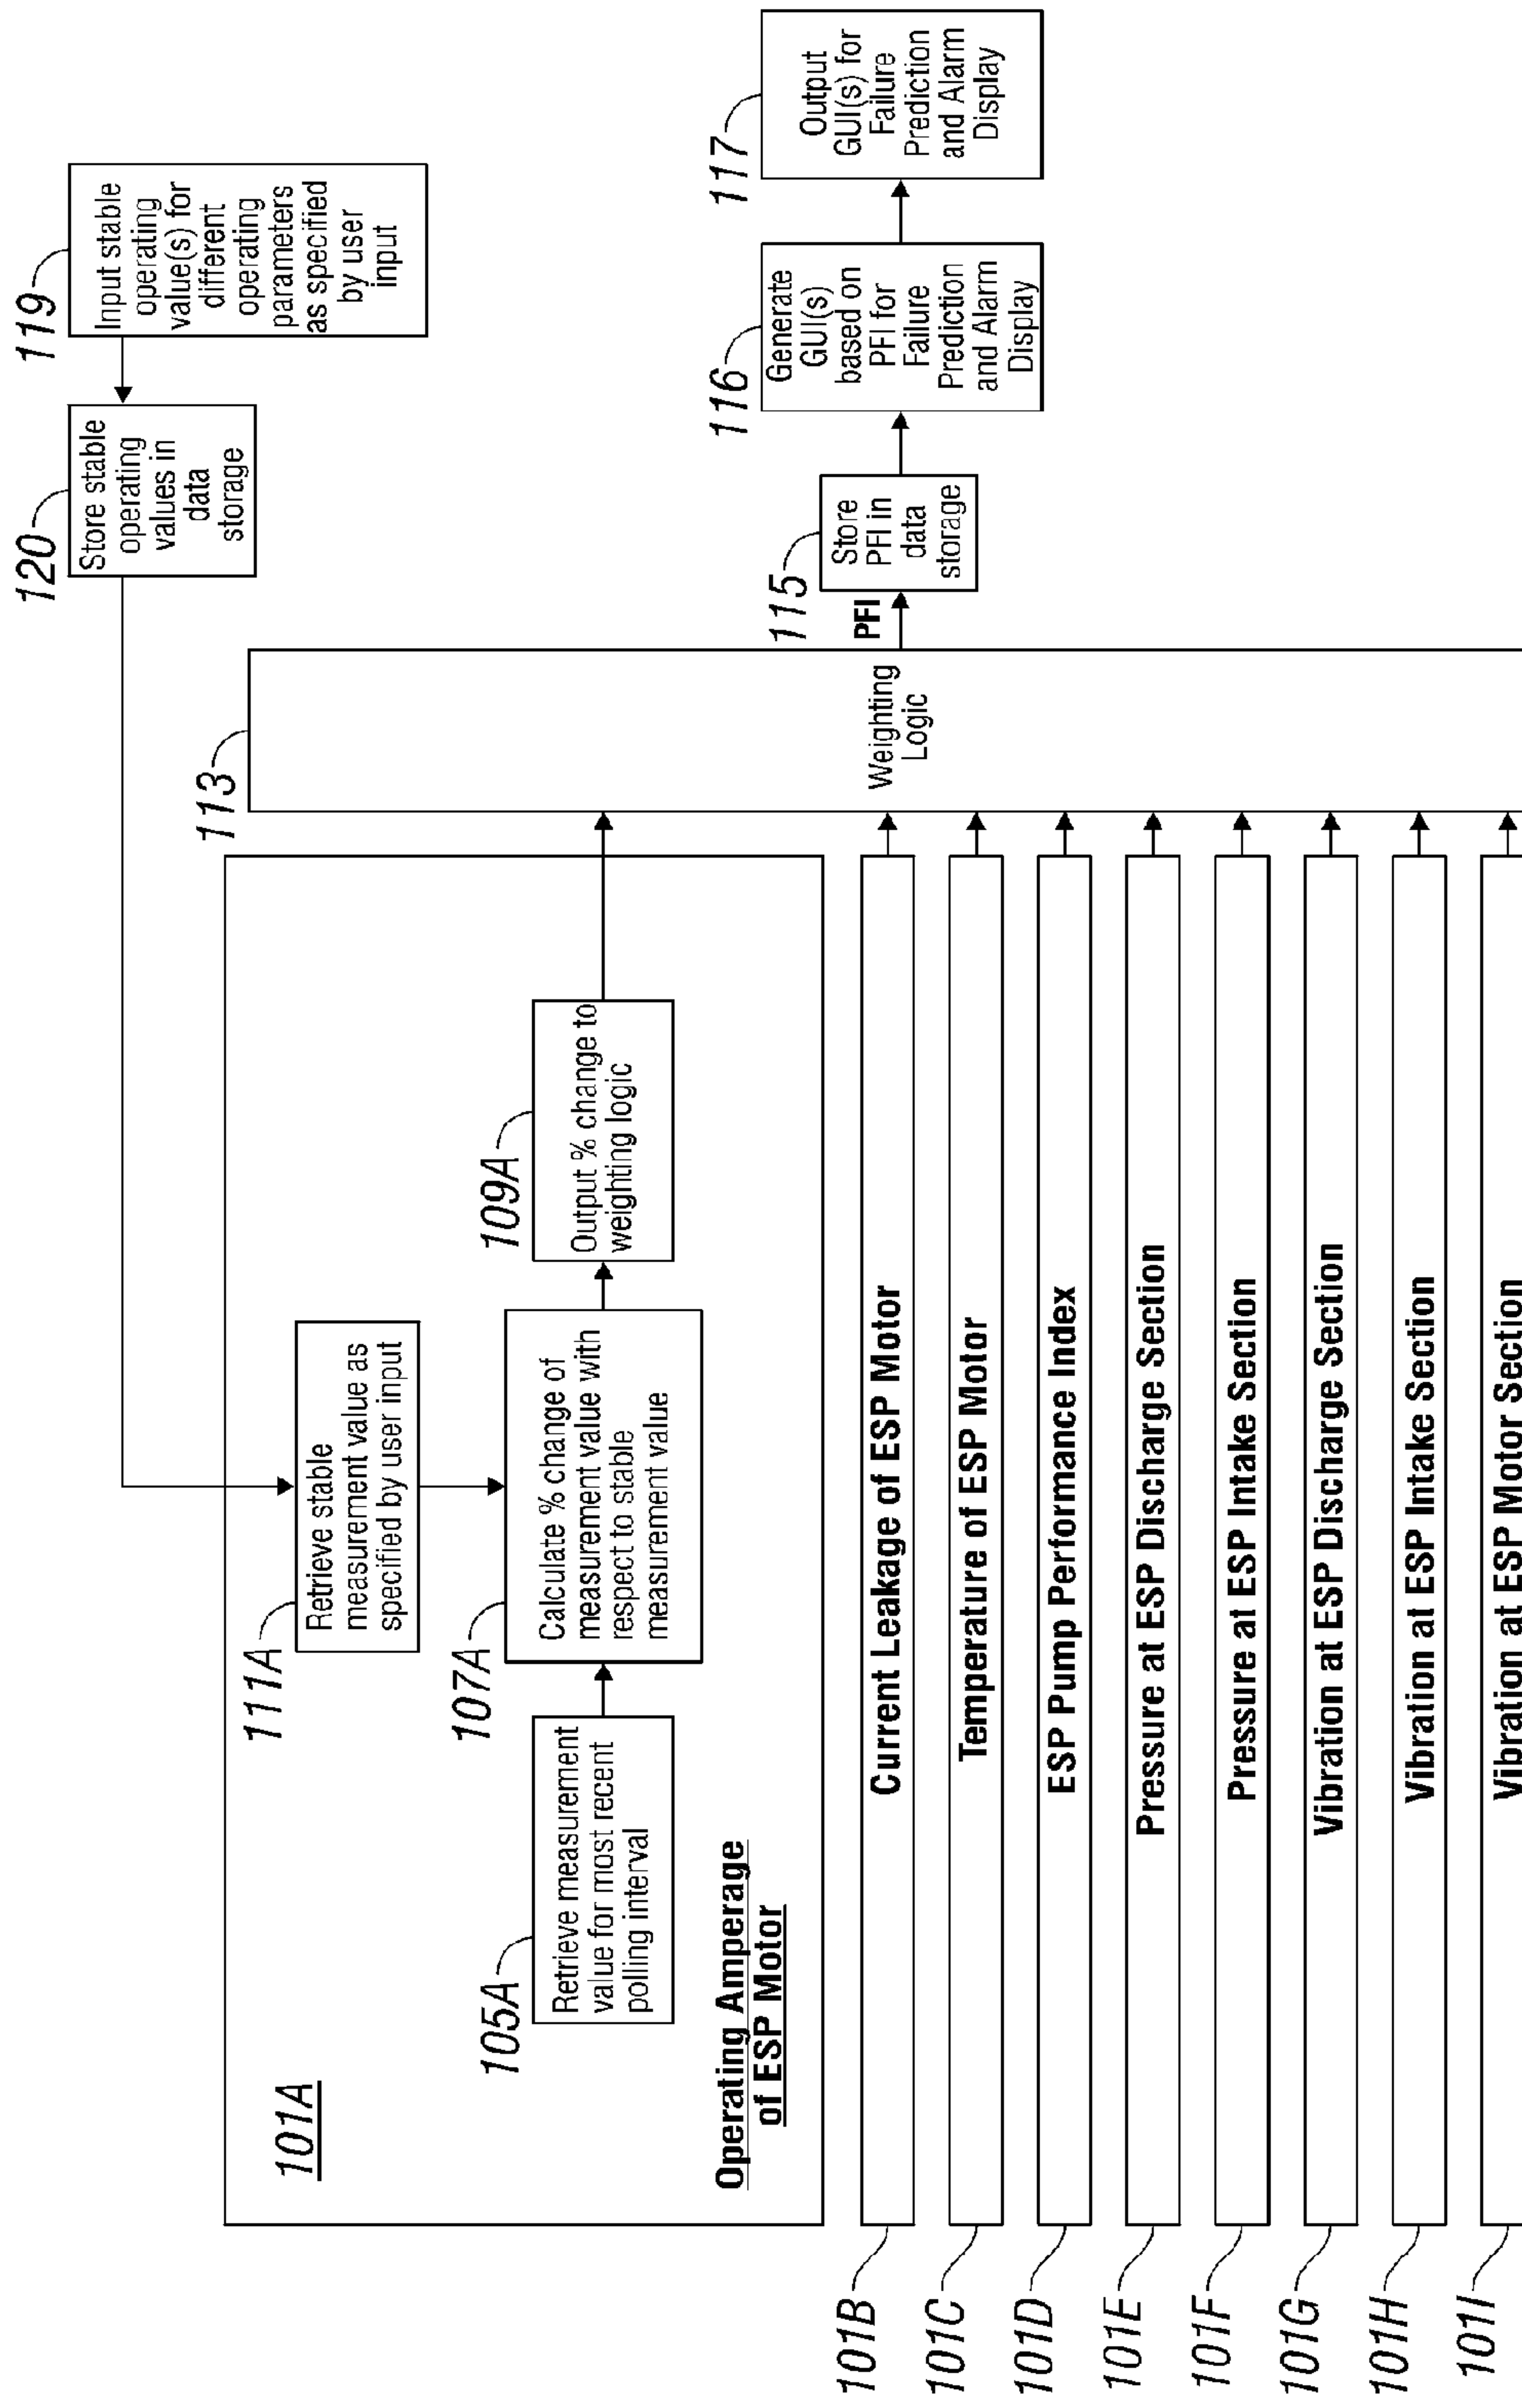 119
Input stable
operating
value(s) for
different
operating
parameters
as specified
by user
input
120
Store stable
operating
values in
data
storage
101A
111A
Retrieve stable
measurement value as
specified by user input
105A
Retrieve measurement
value for most recent
polling interval
107A
Calculate % change of
measurement value with
respect to stable
measurement value
109A
Output % change to
weighting logic
Operating Amperage
of ESP Motor
113
Weighting
Logic
PFI
115
Store
PFI in
data
storage
116
Generate
GUI(s)
based on
PFI for
Failure
Prediction
and Alarm
Display
117
Output
GUI(s) for
Failure
Prediction
and Alarm
Display
101B
Current Leakage of ESP Motor
101C
Temperature of ESP Motor
101D
ESP Pump Performance Index
101E
Pressure at ESP Discharge Section
101F
Pressure at ESP Intake Section
101G
Vibration at ESP Discharge Section
101H
Vibration at ESP Intake Section
101I
Vibration at ESP Motor Section